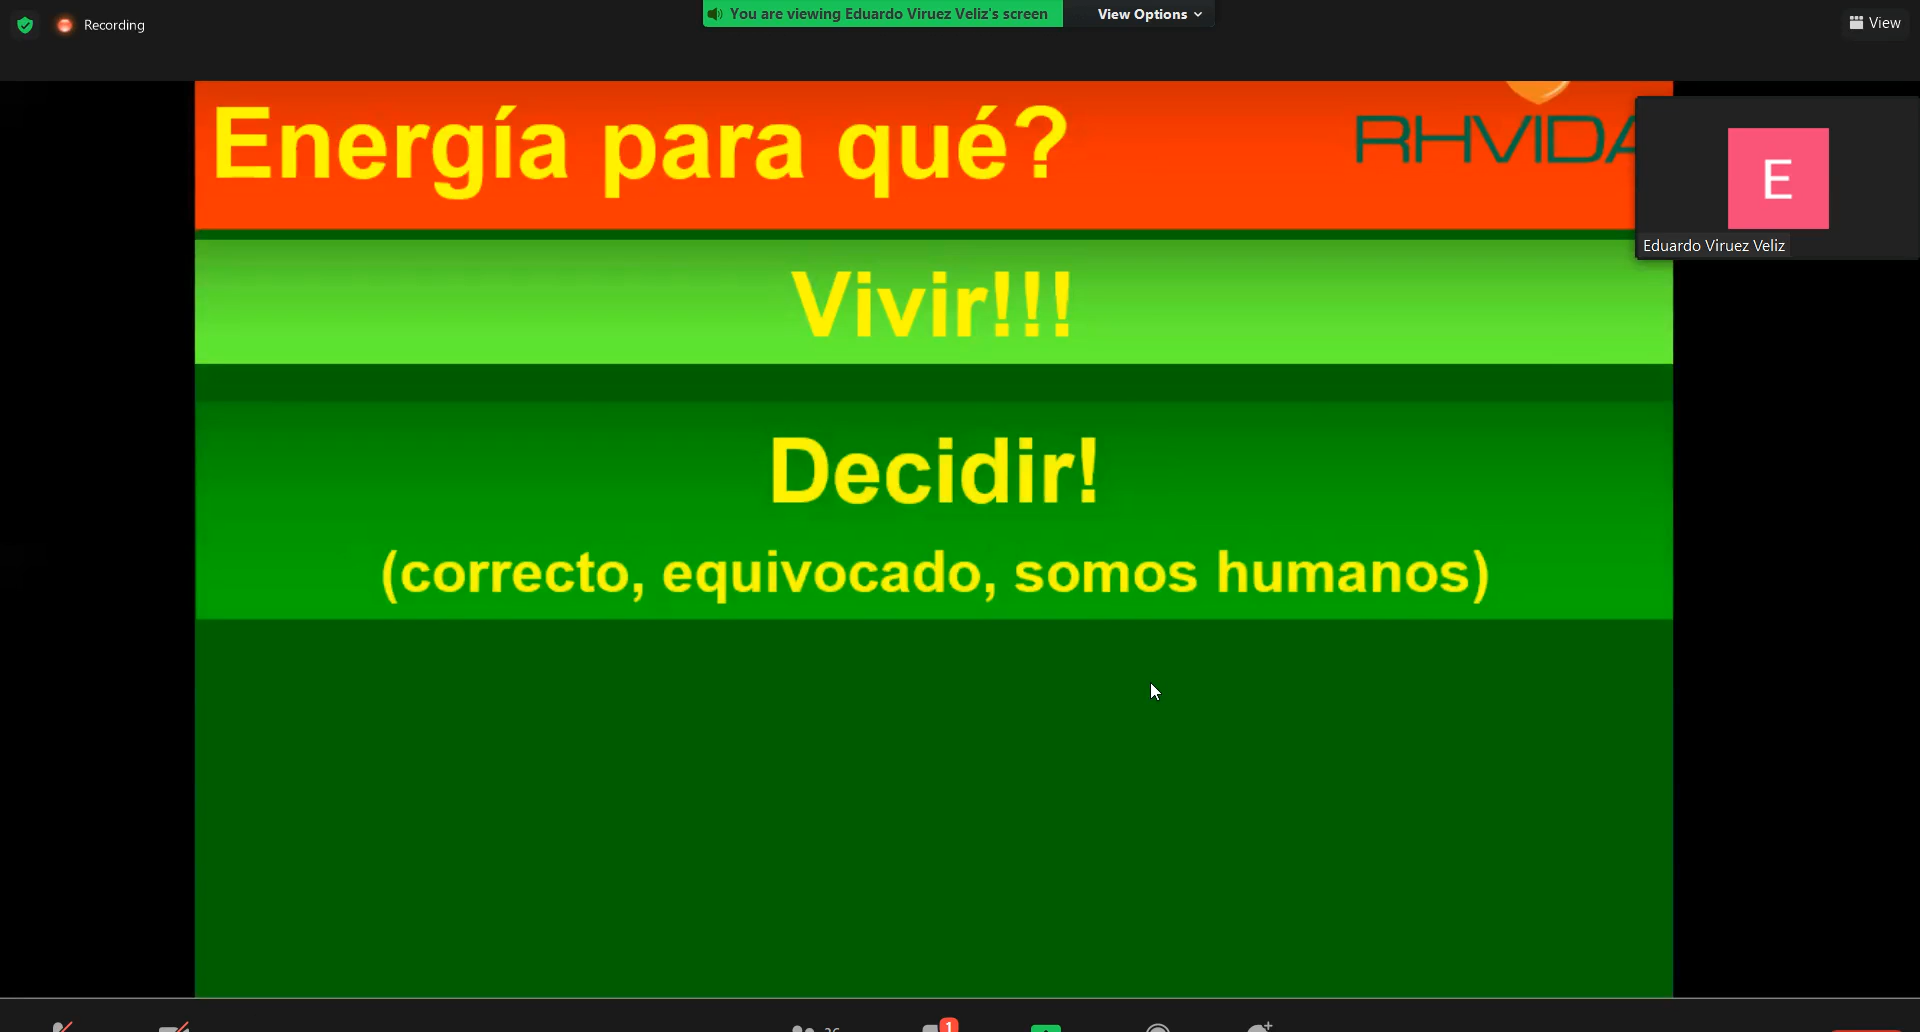 Recording
You are viewing Eduardo Viruez Veliz's screen
View Options
View
Energía para qué?
RHVIDA
E
Eduardo Viruez Veliz
Vivir!!!
Decidir!
(correcto, equivocado, somos humanos)
1